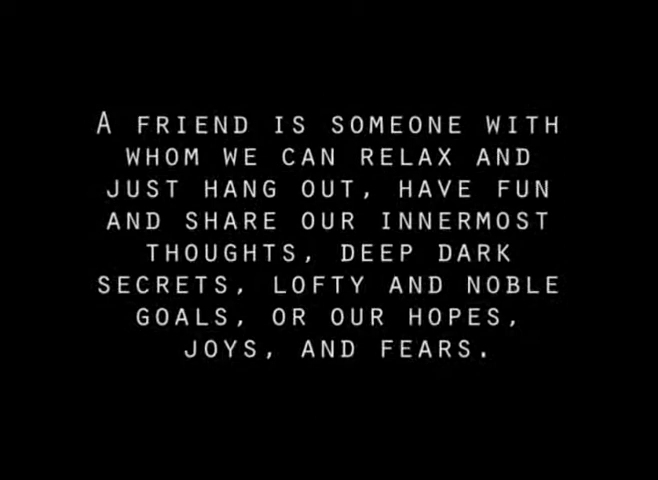 A FRIEND IS SOMEONE WITH
WHOM WE CAN RELAX AND
JUST HANG OUT, HAVE FUN
AND SHARE OUR INNERMOST
THOUGHTS, DEEP DARK
SECRETS, LOFTY AND NOBLE
GOALS, OR OUR HOPES,
JOYS, AND FEARS.